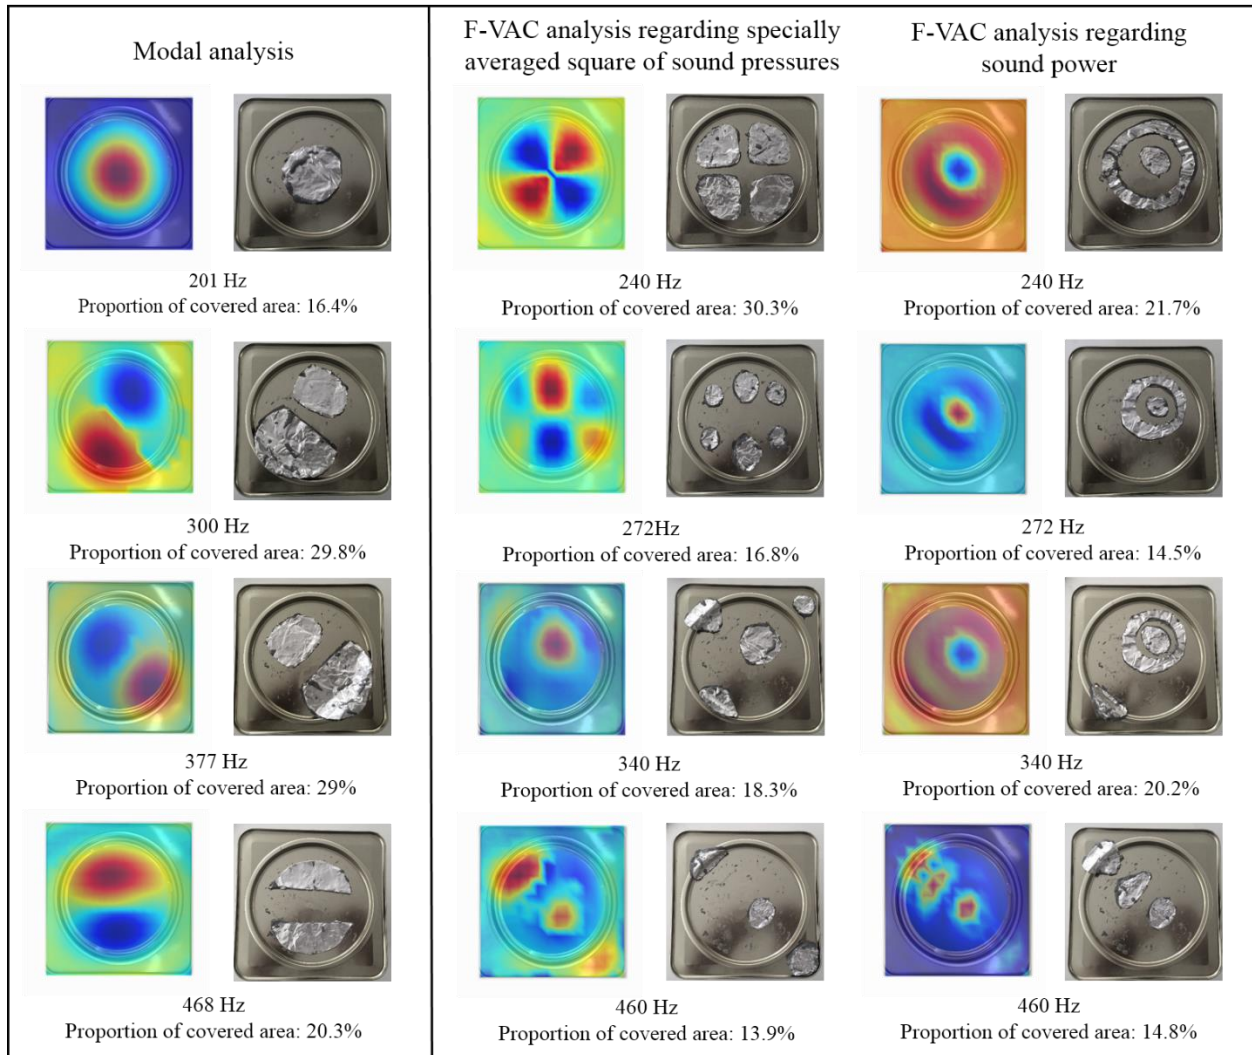 Modal analysis
F-VAC analysis regarding specially
averaged square of sound pressures
F-VAC analysis regarding
sound power
201 Hz
Proportion of covered area: 16.4%
240 Hz
Proportion of covered area: 30.3%
240 Hz
Proportion of covered area: 21.7%
300 Hz
Proportion of covered area: 29.8%
272Hz
Proportion of covered area: 16.8%
272 Hz
Proportion of covered area: 14.5%
377 Hz
Proportion of covered area: 29%
340 Hz
Proportion of covered area: 18.3%
340 Hz
Proportion of covered area: 20.2%
468 Hz
Proportion of covered area: 20.3%
460 Hz
Proportion of covered area: 13.9%
460 Hz
Proportion of covered area: 14.8%